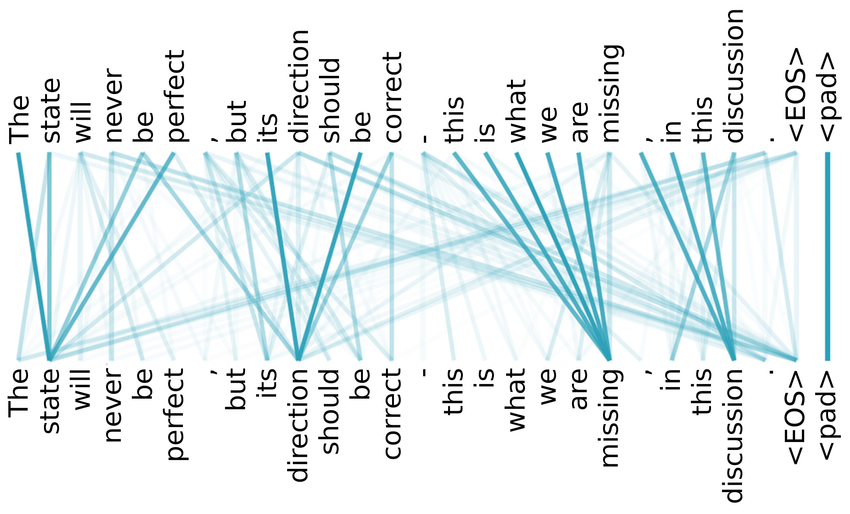 The state will never be perfect , but its direction should be correct - this is what we are missing , in this discussion . <EOS> <pad>
The state will never be perfect , but its direction should be correct - this is what we are missing , in this discussion . <EOS> <pad>